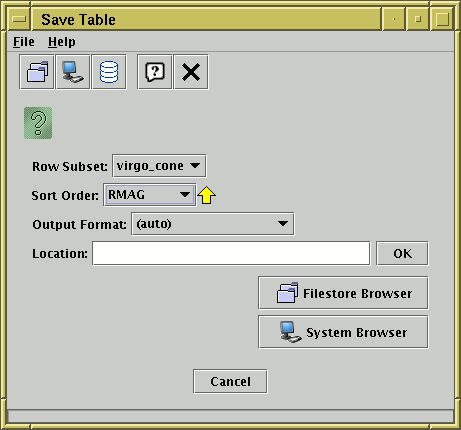 Save Table
File Help
Row Subset: virgo_cone
Sort Order: RMAG
Output Format: (auto)
Location: OK
Filestore Browser
System Browser
Cancel